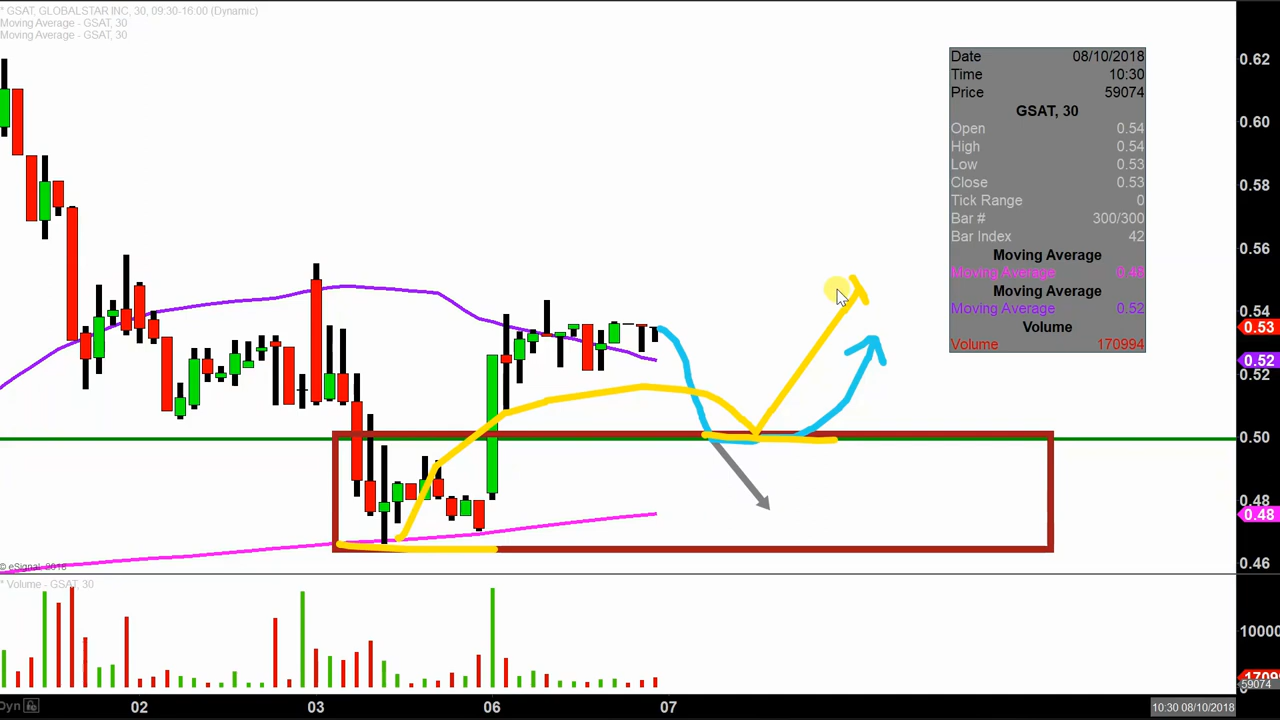 * GSAT, GLOBALSTAR INC, 30, 09:30-16:00 (Dynamic)
Moving Average - GSAT, 30
Moving Average - GSAT, 30
Date 08/10/2018
Time 10:30
Price 59074
GSAT, 30
Open 0.54
High 0.54
Low 0.53
Close 0.53
Tick Range 0
Bar # 300/300
Bar Index 42
Moving Average
Moving Average 0.48
Moving Average
Moving Average 0.52
Volume
Volume 170994
0.62
0.60
0.58
0.56
0.54
0.53
0.52
0.52
0.50
0.48
0.48
0.46
© eSignal, 2018
* Volume - GSAT, 30
10000
1709
59074
Dyn
02 03 06 07
10:30 08/10/2018